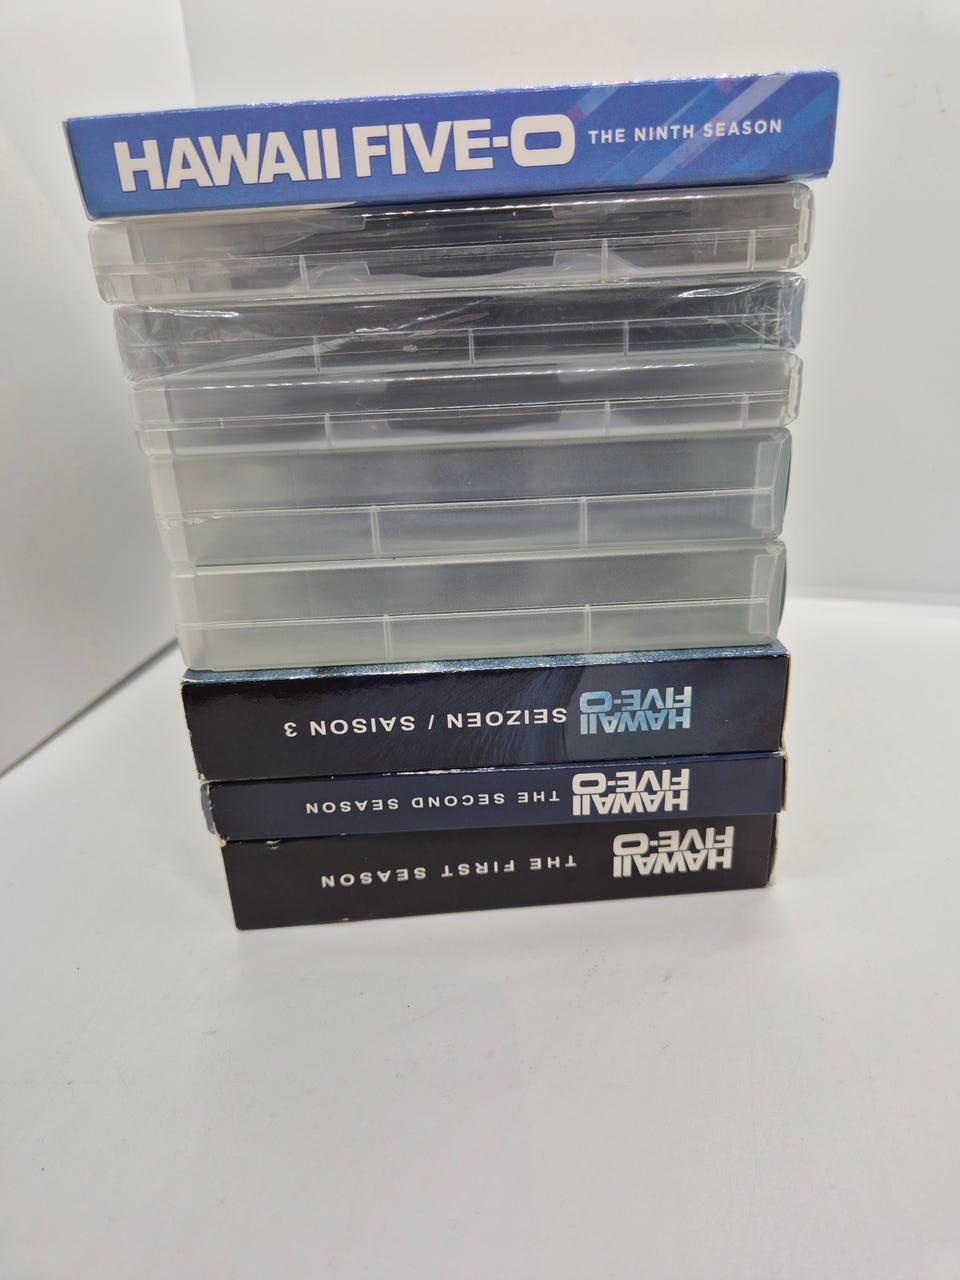 HAWAII FIVE-O THE NINTH SEASON
HAWAII
FIVE-O
SEIZOEN / SAISON 3
HAWAII
FIVE-O
THE SECOND SEASON
HAWAII
FIVE-O
THE FIRST SEASON